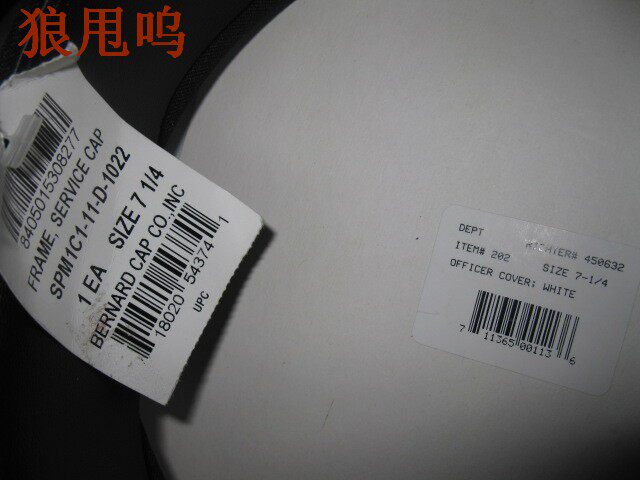 狼甩呜
8405015308277
FRAME, SERVICE CAP
SPM1C1-11-D-1022
1 EA SIZE 7 1/4
BERNARD CAP CO.,INC
18020 54374 1
UPC
DEPT
ITEM# 202 SIZE 7-1/4
OFFICER COVER; WHITE
450632
7 11365 00113 6